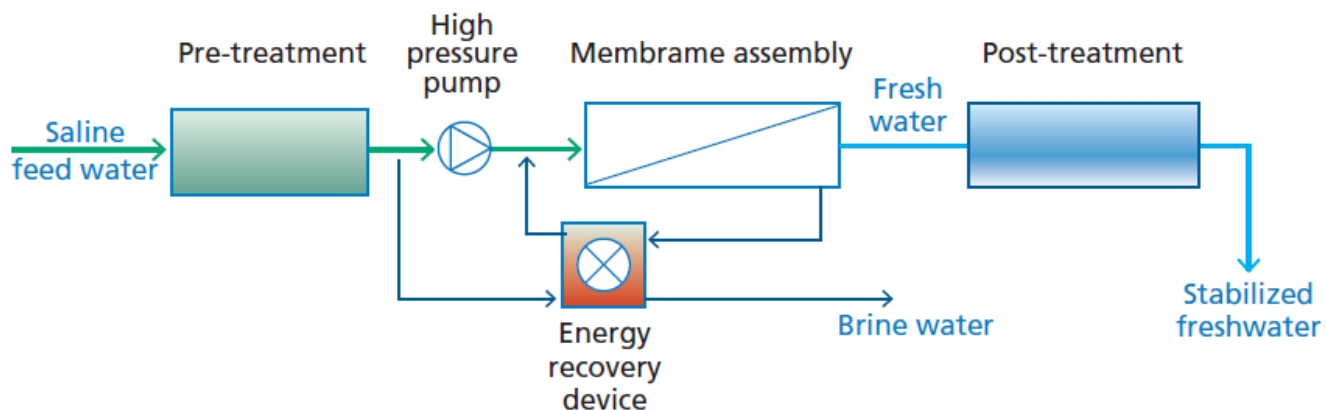 High
pressure
pump
Pre-treatment
Membrame assembly
Post-treatment
Saline
feed water
Fresh
water
Energy
recovery
device
Brine water
Stabilized
freshwater